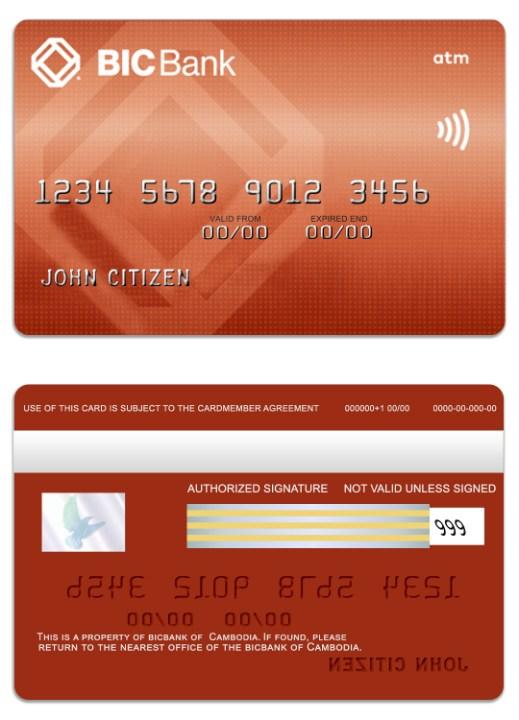 BIC Bank
atm
1234 5678 9012 3456
VALID FROM EXPIRED END
00/00 00/00
JOHN CITIZEN
USE OF THIS CARD IS SUBJECT TO THE CARDMEMBER AGREEMENT 000000+1 00/00 0000-00-000-00
AUTHORIZED SIGNATURE NOT VALID UNLESS SIGNED
999
1234 5678 9012 3456
00/00 00/00
THIS IS A PROPERTY OF BICBANK OF CAMBODIA. IF FOUND, PLEASE
RETURN TO THE NEAREST OFFICE OF THE BICBANK OF CAMBODIA.
JOHN CITIZEN